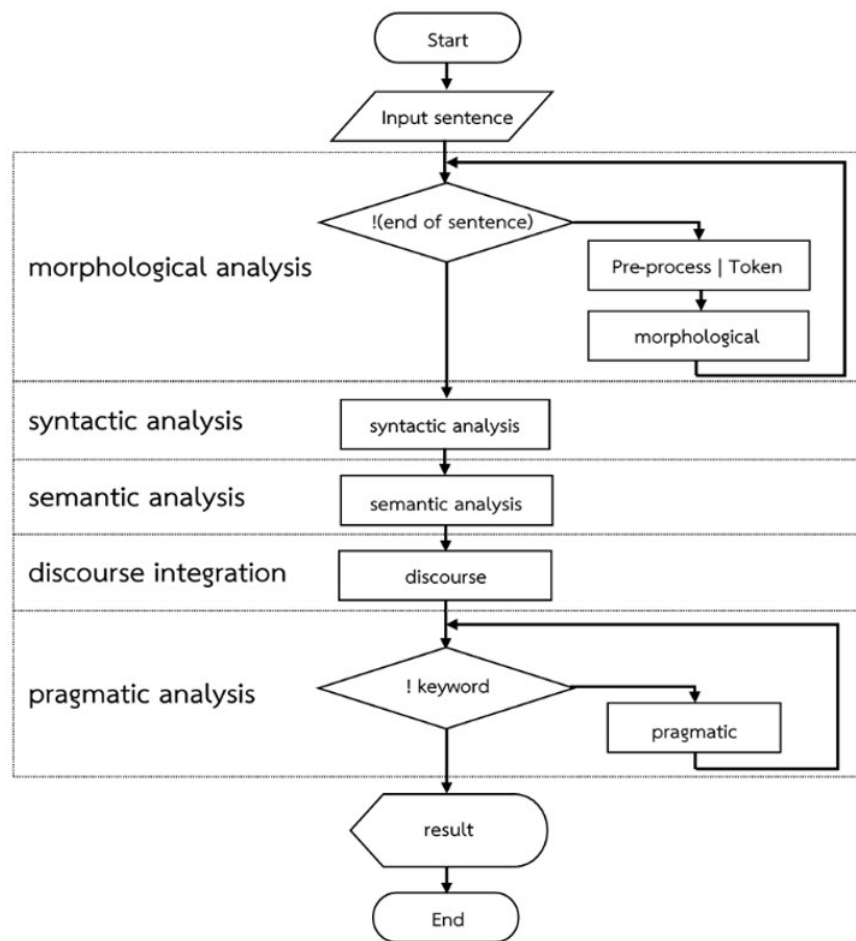 Start
Input sentence
!(end of sentence)
morphological analysis
Pre-process | Token
morphological
syntactic analysis
syntactic analysis
semantic analysis
semantic analysis
discourse integration
discourse
! keyword
pragmatic analysis
pragmatic
result
End